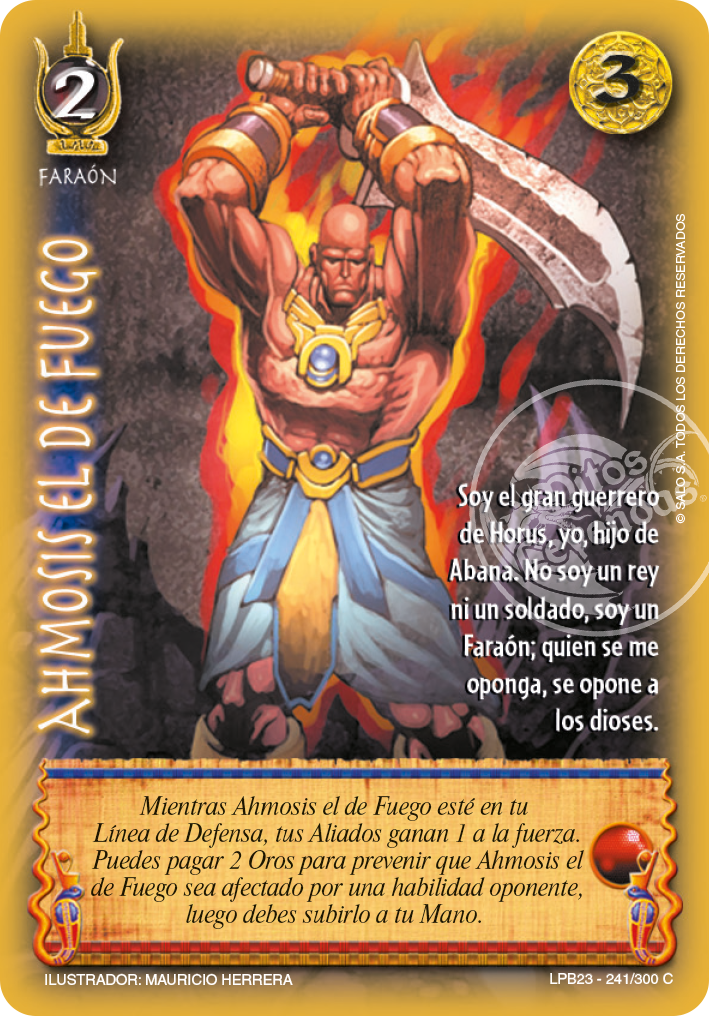 2
3
FARAÓN
AHMOSIS EL DE FUEGO
© SALO S.A. TODOS LOS DERECHOS RESERVADOS
Soy el gran guerrero
de Horus, yo, hijo de
Abana. No soy un rey
ni un soldado, soy un
Faraón; quien se me
oponga, se opone a
los dioses.
Mientras Ahmosis el de Fuego esté en tu
Línea de Defensa, tus Aliados ganan 1 a la fuerza.
Puedes pagar 2 Oros para prevenir que Ahmosis el
de Fuego sea afectado por una habilidad oponente,
luego debes subirlo a tu Mano.
ILUSTRADOR: MAURICIO HERRERA
LPB23 - 241/300 C